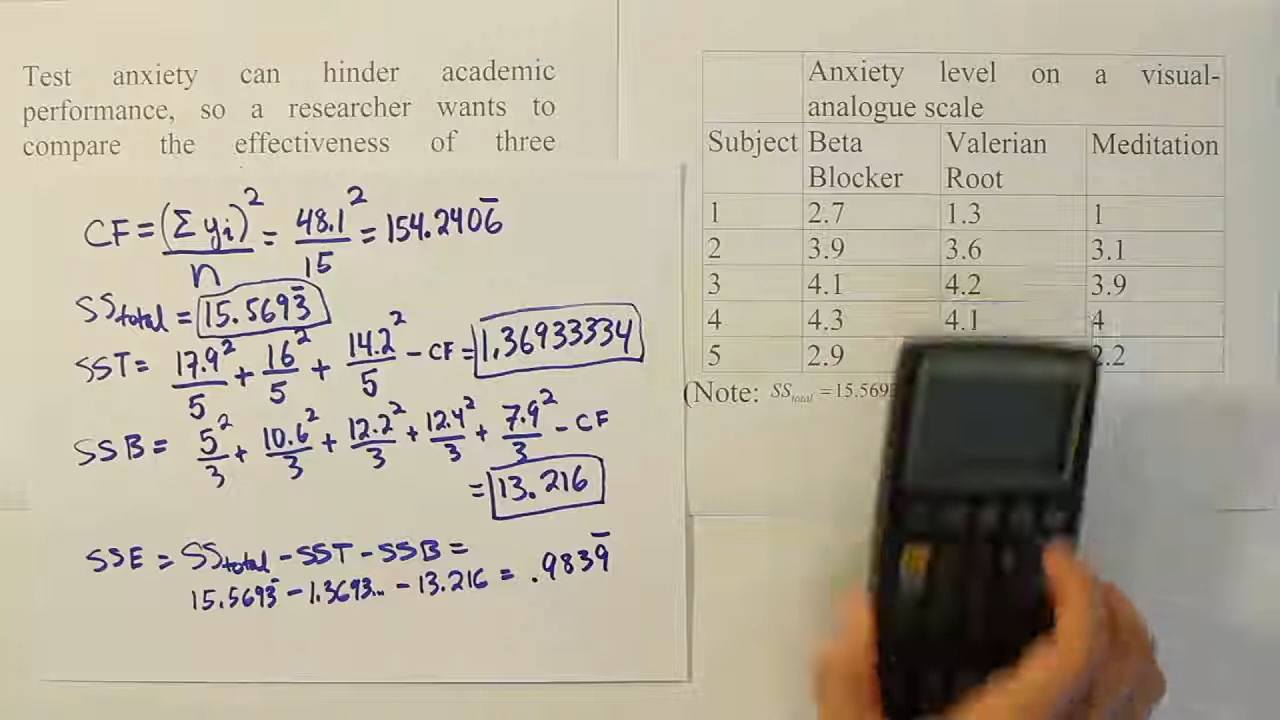 Test anxiety can hinder academic
performance, so a researcher wants to
compare the effectiveness of three
CF = (Σ yi)² / n = 48.1² / 15 = 154.2406̄
SStotal = 15.5693̄
SST = 17.9²/5 + 16²/5 + 14.2²/5 - CF = 1.36933334
SSB = 5²/3 + 10.6²/3 + 12.2²/3 + 12.4²/3 + 7.9²/3 - CF
= 13.216
SSE = SStotal - SST - SSB =
15.5693̄ - 1.3693... - 13.216 = .9839̄
Anxiety level on a visual-
analogue scale
Subject Beta Blocker Valerian Root Meditation
1 2.7 1.3 1
2 3.9 3.6 3.1
3 4.1 4.2 3.9
4 4.3 4.1 4
5 2.9 2.2
(Note: SStotal = 15.569